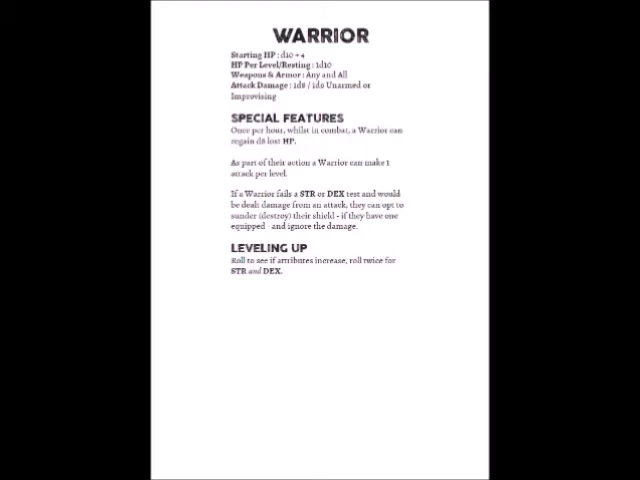 WARRIOR
Starting HP : d10 + 4
HP Per Level/Resting : 1d10
Weapons & Armor : Any and All
Attack Damage : 1d8 / 1d6 Unarmed or
Improvising
SPECIAL FEATURES
Once per hour, whilst in combat, a Warrior can
regain d8 lost HP.
As part of their action a Warrior can make 1
attack per level.
If a Warrior fails a STR or DEX test and would
be dealt damage from an attack, they can opt to
sunder (destroy) their shield - if they have one
equipped and ignore the damage.
LEVELING UP
Roll to see if attributes increase, roll twice for
STR and DEX.